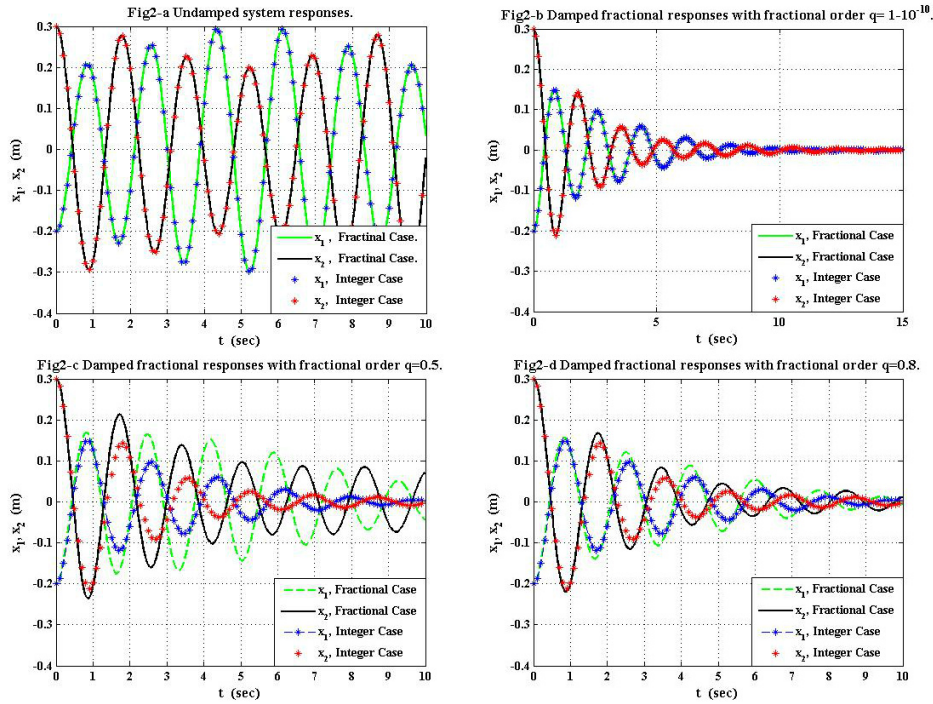 Fig2-a Undamped system responses.
0.3
0.2
0.1
0
-0.1
-0.2
-0.3
-0.4
x1, x2 (m)
0 1 2 3 4 5 6 7 8 9 10
t (sec)
x1 , Fractinal Case.
x2 , Fractinal Case.
x1, Integer Case
x2, Integer Case
Fig2-b Damped fractional responses with fractional order q= 1-10^-10.
0.3
0.2
0.1
0
-0.1
-0.2
-0.3
-0.4
x1, x2 (m)
0 5 10 15
t (sec)
x1, Fractional Case
x2, Fractional Case
x1, Integer Case
x2, Integer Case
Fig2-c Damped fractional responses with fractional order q=0.5.
0.3
0.2
0.1
0
-0.1
-0.2
-0.3
-0.4
x1, x2 (m)
0 1 2 3 4 5 6 7 8 9 10
t (sec)
x1, Fractional Case
x2, Fractional Case
x1, Integer Case
x2, Integer Case
Fig2-d Damped fractional responses with fractional order q=0.8.
0.3
0.2
0.1
0
-0.1
-0.2
-0.3
-0.4
x1, x2 (m)
0 1 2 3 4 5 6 7 8 9 10
t (sec)
x1, Fractional Case
x2, Fractional Case
x1, Integer Case
x2, Integer Case